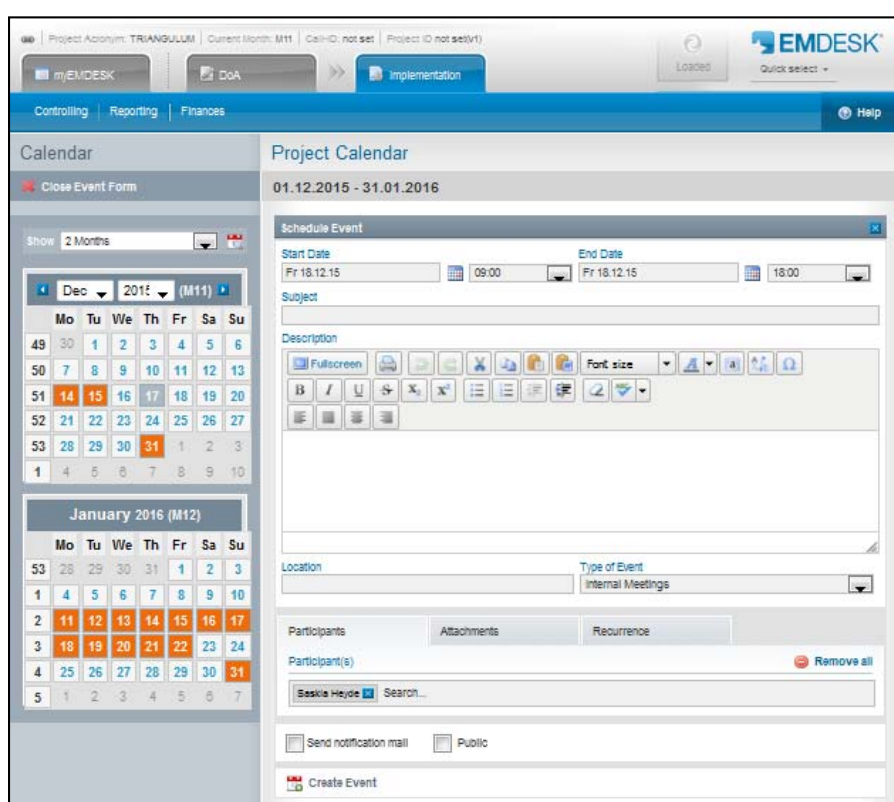 Project Acronym: TRIANGULUM | Current Month: M11 | Call-ID: not set | Project ID not set(v1)
Loaded
EMDESK
Quick select
myEMDESK
DoA
Implementation
Controlling | Reporting | Finances
Help
Calendar
Project Calendar
Close Event Form
01.12.2015 - 31.01.2016
Show 2 Months
Schedule Event
Start Date End Date
Fr 18.12.15 09:00 Fr 18.12.15 18:00
Subject
Description
Fullscreen Font size
B I U S X₂ X²
Dec 2015 (M11)
Mo Tu We Th Fr Sa Su
49 30 1 2 3 4 5 6
50 7 8 9 10 11 12 13
51 14 15 16 17 18 19 20
52 21 22 23 24 25 26 27
53 28 29 30 31 1 2 3
1 4 5 6 7 8 9 10
January 2016 (M12)
Mo Tu We Th Fr Sa Su
53 28 29 30 31 1 2 3
1 4 5 6 7 8 9 10
2 11 12 13 14 15 16 17
3 18 19 20 21 22 23 24
4 25 26 27 28 29 30 31
5 1 2 3 4 5 6 7
Location Type of Event
Internal Meetings
Participants Attachments Recurrence
Participant(s) Remove all
Saskia Heyde Search...
Send notification mail Public
Create Event